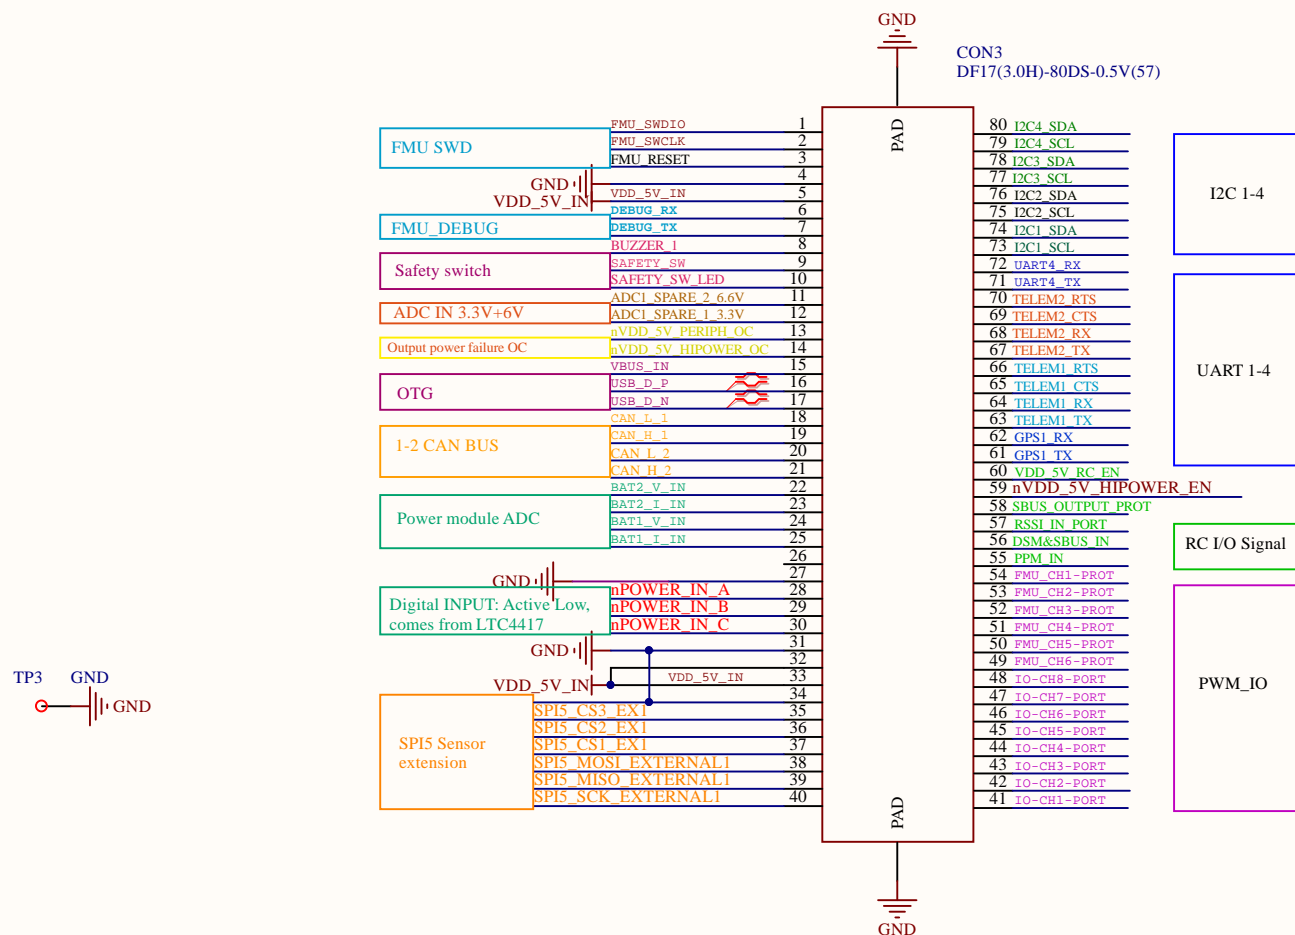 GND
CON3
DF17(3.0H)-80DS-0.5V(57)
PAD
FMU SWD
FMU_SWDIO 1
FMU_SWCLK 2
FMU_RESET 3
GND 4
VDD_5V_IN VDD_5V_IN 5
FMU_DEBUG
DEBUG_RX 6
DEBUG_TX 7
BUZZER_1 8
Safety switch
SAFETY_SW 9
SAFETY_SW_LED 10
ADC IN 3.3V+6V
ADC1_SPARE_2_6.6V 11
ADC1_SPARE_1_3.3V 12
Output power failure OC
nVDD_5V_PERIPH_OC 13
nVDD_5V_HIPOWER_OC 14
OTG
VBUS_IN 15
USB_D_P 16
USB_D_N 17
1-2 CAN BUS
CAN_L_1 18
CAN_H_1 19
CAN_L_2 20
CAN_H_2 21
Power module ADC
BAT2_V_IN 22
BAT2_I_IN 23
BAT1_V_IN 24
BAT1_I_IN 25
26
GND 27
Digital INPUT: Active Low,
comes from LTC4417
nPOWER_IN_A 28
nPOWER_IN_B 29
nPOWER_IN_C 30
GND 31
32
VDD_5V_IN VDD_5V_IN 33
34
SPI5 Sensor
extension
SPI5_CS3_EX1 35
SPI5_CS2_EX1 36
SPI5_CS1_EX1 37
SPI5_MOSI_EXTERNAL1 38
SPI5_MISO_EXTERNAL1 39
SPI5_SCK_EXTERNAL1 40
TP3 GND
GND
80 I2C4_SDA
79 I2C4_SCL
78 I2C3_SDA
77 I2C3_SCL
76 I2C2_SDA
75 I2C2_SCL
74 I2C1_SDA
73 I2C1_SCL
I2C 1-4
72 UART4_RX
71 UART4_TX
70 TELEM2_RTS
69 TELEM2_CTS
68 TELEM2_RX
67 TELEM2_TX
66 TELEM1_RTS
65 TELEM1_CTS
64 TELEM1_RX
63 TELEM1_TX
62 GPS1_RX
61 GPS1_TX
UART 1-4
60 VDD_5V_RC_EN
59 nVDD_5V_HIPOWER_EN
58 SBUS_OUTPUT_PROT
57 RSSI_IN_PORT
56 DSM&SBUS_IN
55 PPM_IN
RC I/O Signal
54 FMU_CH1-PROT
53 FMU_CH2-PROT
52 FMU_CH3-PROT
51 FMU_CH4-PROT
50 FMU_CH5-PROT
49 FMU_CH6-PROT
48 IO-CH8-PORT
47 IO-CH7-PORT
46 IO-CH6-PORT
45 IO-CH5-PORT
44 IO-CH4-PORT
43 IO-CH3-PORT
42 IO-CH2-PORT
41 IO-CH1-PORT
PWM_IO
PAD
GND